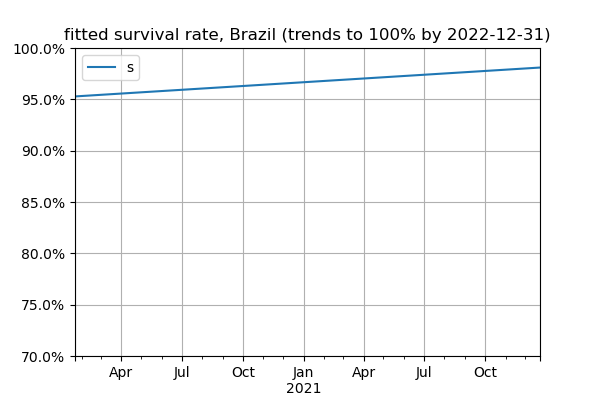 fitted survival rate, Brazil (trends to 100% by 2022-12-31)
100.0%
s
95.0%
90.0%
85.0%
80.0%
75.0%
70.0%
Apr Jul Oct Jan Apr Jul Oct
2021